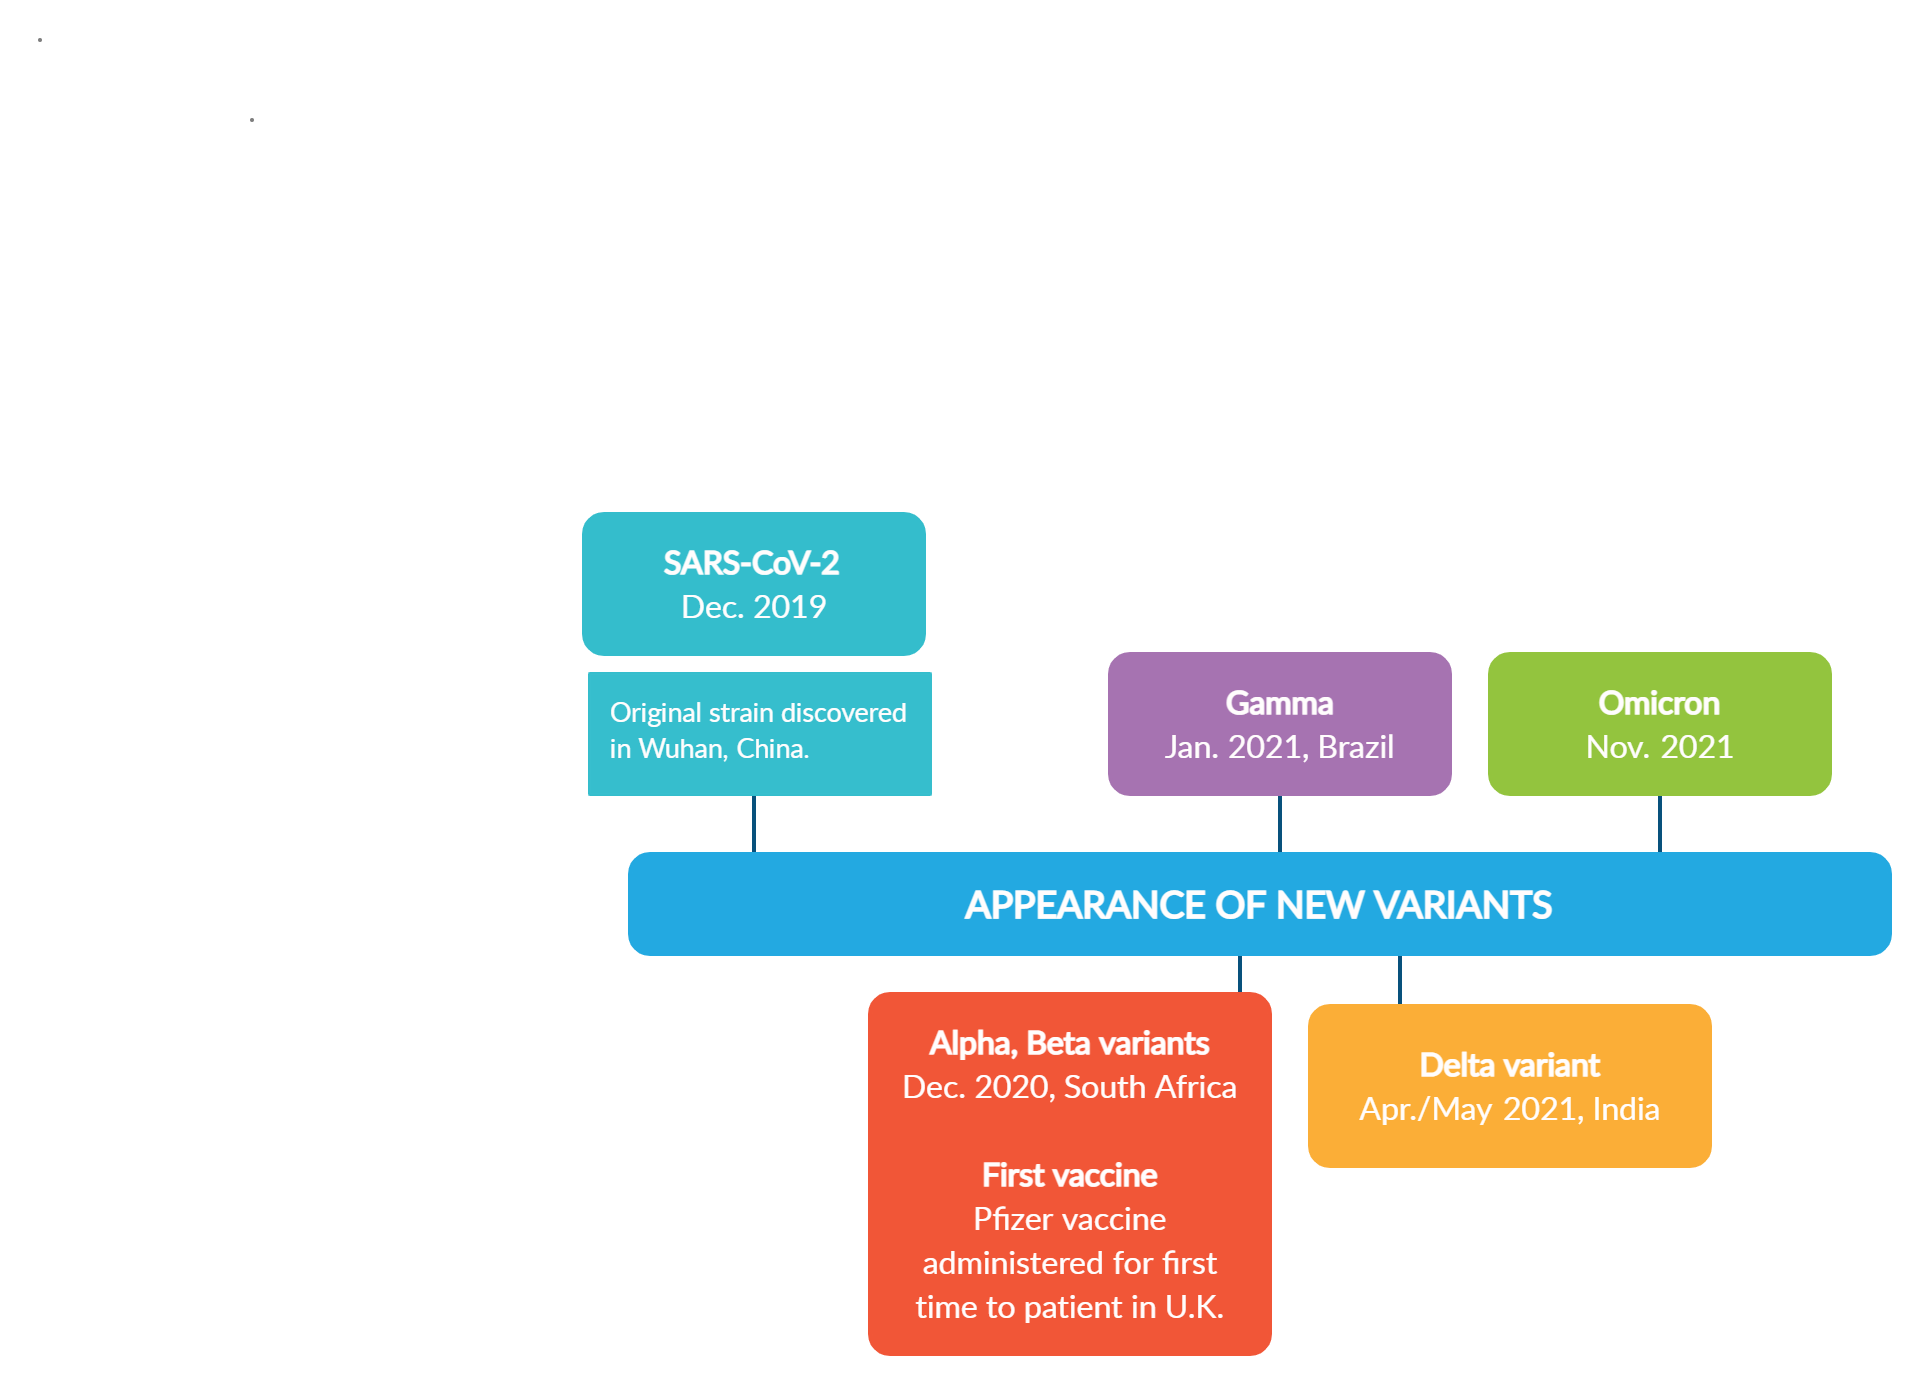 SARS-CoV-2
Dec. 2019
Original strain discovered
in Wuhan, China.
Gamma
Jan. 2021, Brazil
Omicron
Nov. 2021
APPEARANCE OF NEW VARIANTS
Alpha, Beta variants
Dec. 2020, South Africa
First vaccine
Pfizer vaccine
administered for first
time to patient in U.K.
Delta variant
Apr./May 2021, India